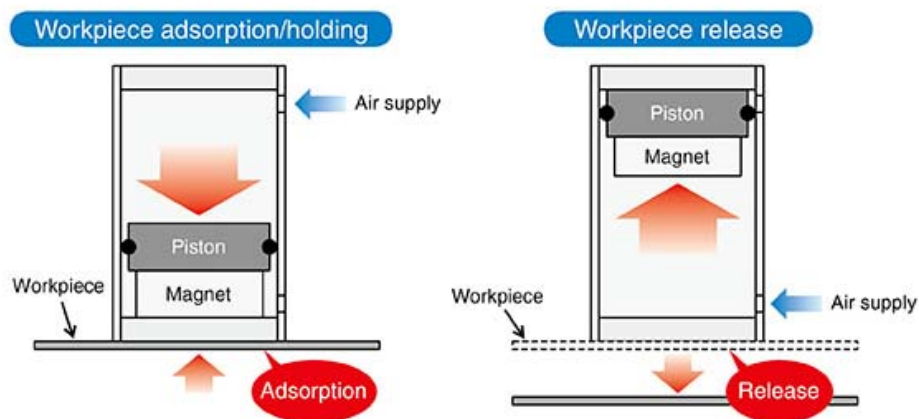 Workpiece adsorption/holding
Air supply
Piston
Workpiece
Magnet
Adsorption
Workpiece release
Piston
Magnet
Workpiece
Air supply
Release